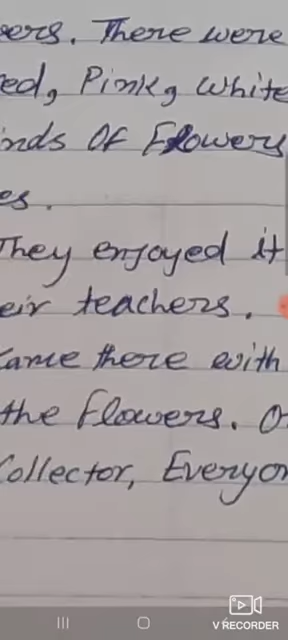 ers. There were
ed, Pink, White
nds Of Flowers
es.
They enjoyed it
eir teachers.
came there with
the flowers. O
Collector, Everyon
V RECORDER